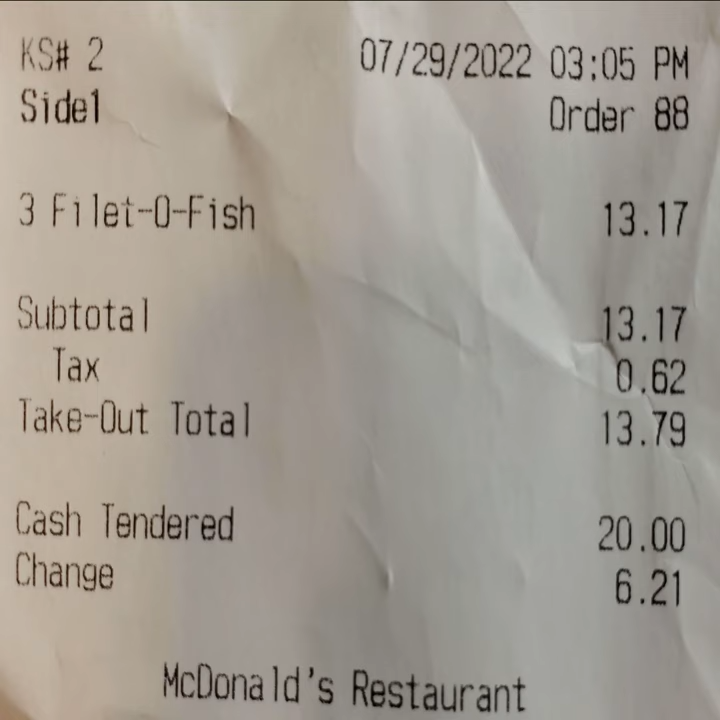 KS# 2 07/29/2022 03:05 PM
Side1 Order 88
3 Filet-O-Fish 13.17
Subtotal 13.17
Tax 0.62
Take-Out Total 13.79
Cash Tendered 20.00
Change 6.21
McDonald's Restaurant